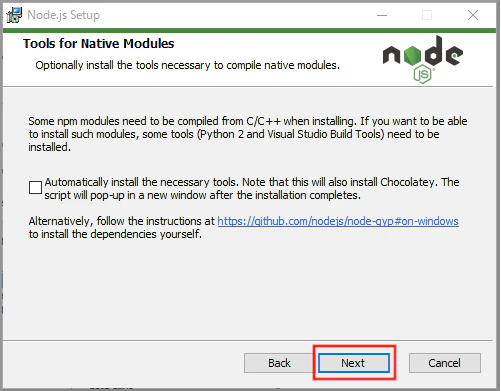 Node.js Setup
Tools for Native Modules
Optionally install the tools necessary to compile native modules.
node
JS
Some npm modules need to be compiled from C/C++ when installing. If you want to be able
to install such modules, some tools (Python 2 and Visual Studio Build Tools) need to be
installed.
Automatically install the necessary tools. Note that this will also install Chocolatey. The
script will pop-up in a new window after the installation completes.
Alternatively, follow the instructions at https://github.com/nodejs/node-gyp#on-windows
to install the dependencies yourself.
Back Next Cancel